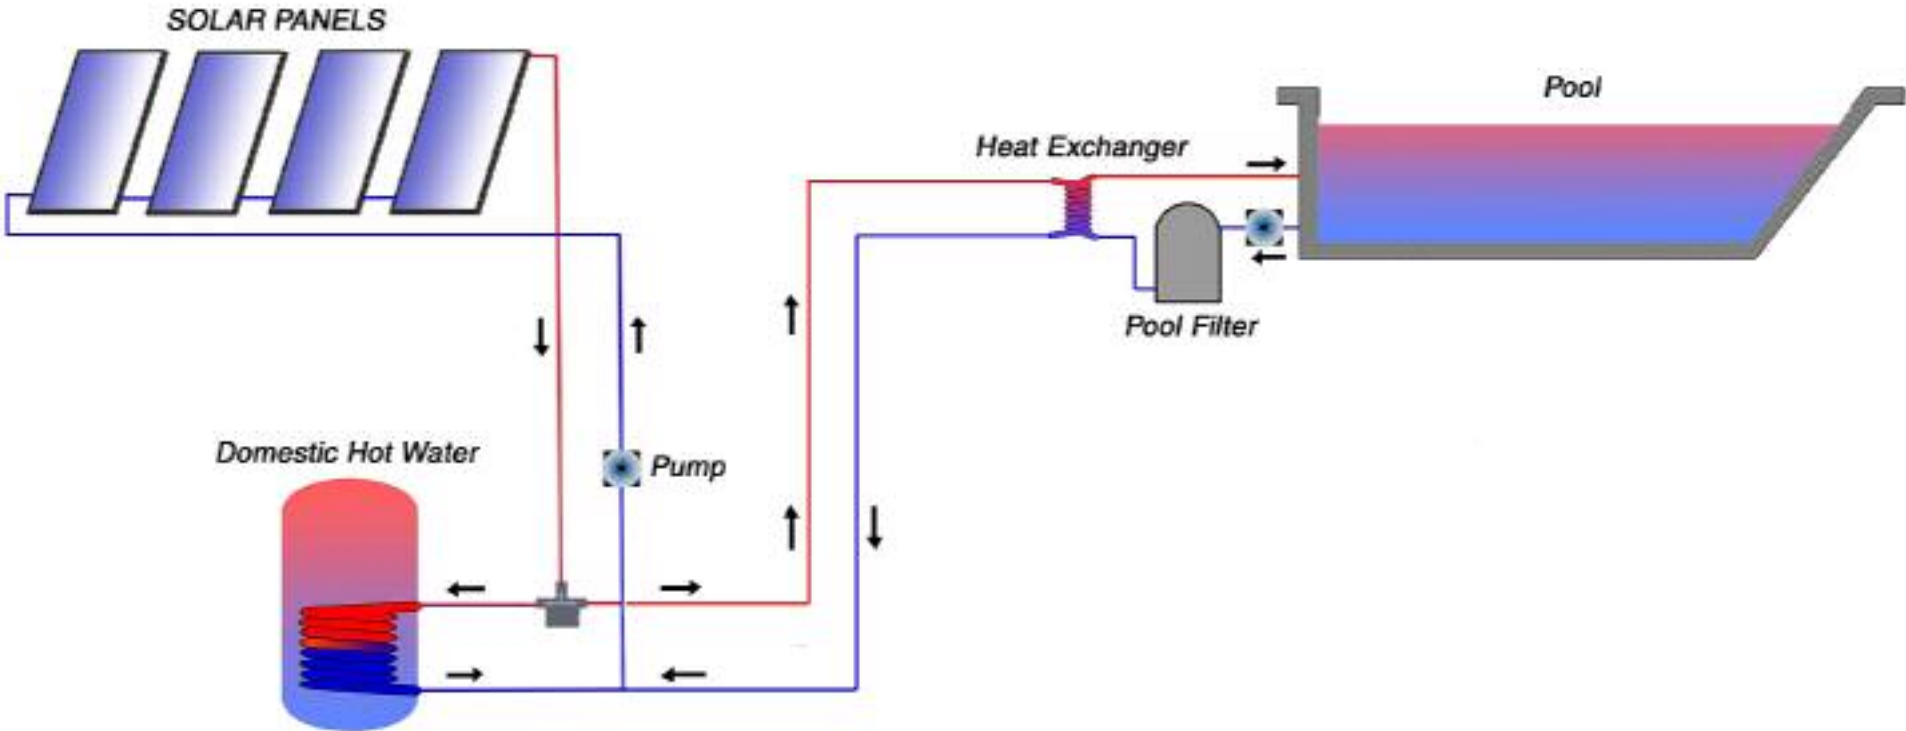 SOLAR PANELS
Pool
Heat Exchanger
Pool Filter
Domestic Hot Water
Pump